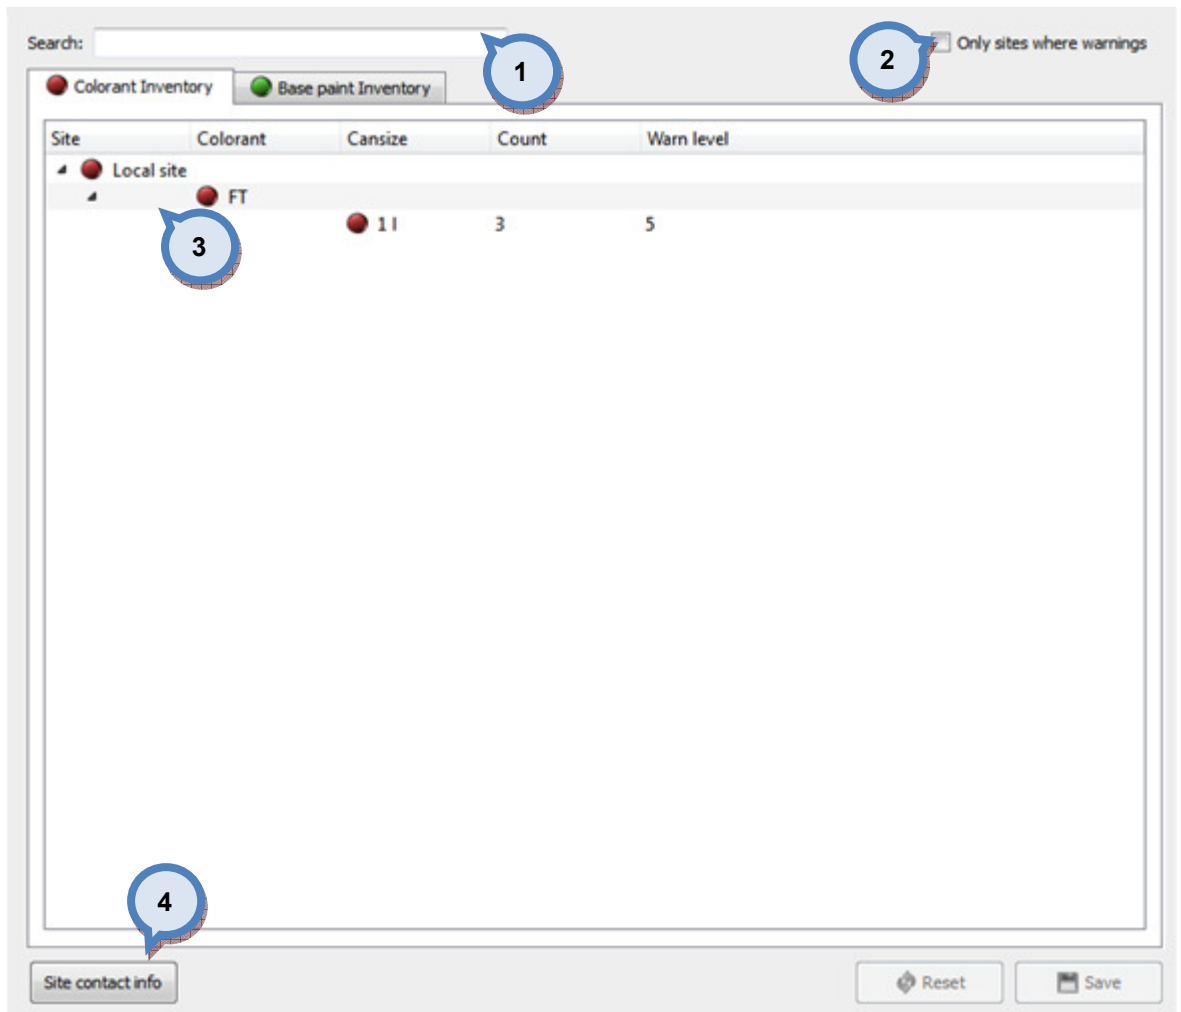 Search:
1
2
Only sites where warnings
Colorant Inventory
Base paint Inventory
Site Colorant Cansize Count Warn level
Local site
FT
1 l 3 5
3
4
Site contact info
Reset
Save